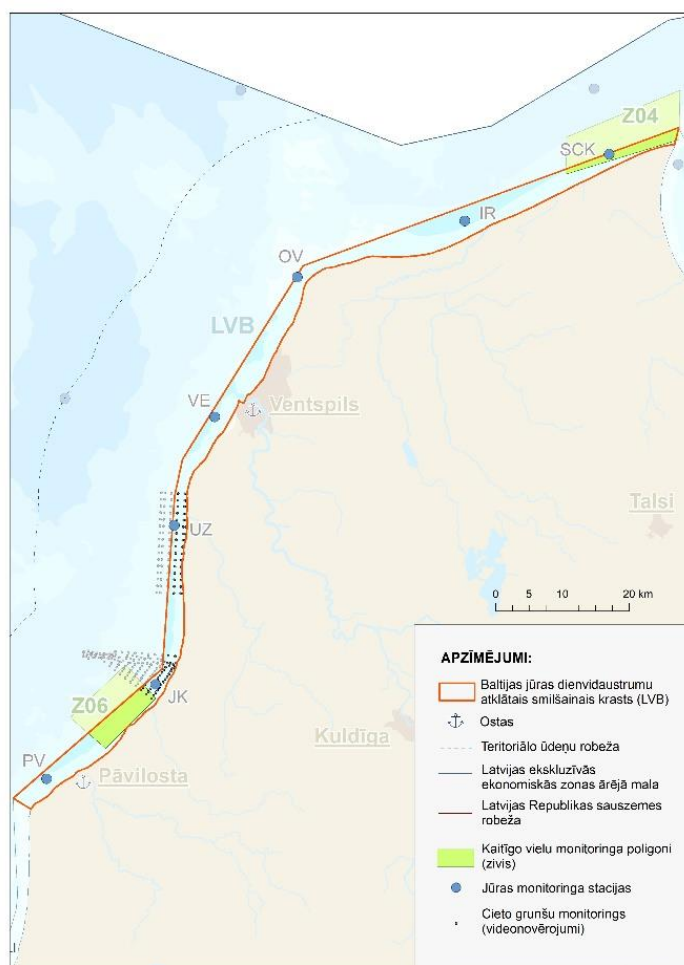 Z04
SCK
IR
OV
LVB
VE
Ventspils
UZ
Talsi
0 5 10 20 km
Z06
JK
Kuldīga
PV
Pāvilosta
APZĪMĒJUMI:
Baltijas jūras dienvidaustrumu
atklātais smilšainais krasts (LVB)
Ostas
Teritoriālo ūdeņu robeža
Latvijas ekskluzīvās
ekonomiskās zonas ārējā mala
Latvijas Republikas sauszemes
robeža
Kaitīgo vielu monitoringa poligoni
(zivis)
Jūras monitoringa stacijas
Cieto grunšu monitorings
(videonovērojumi)